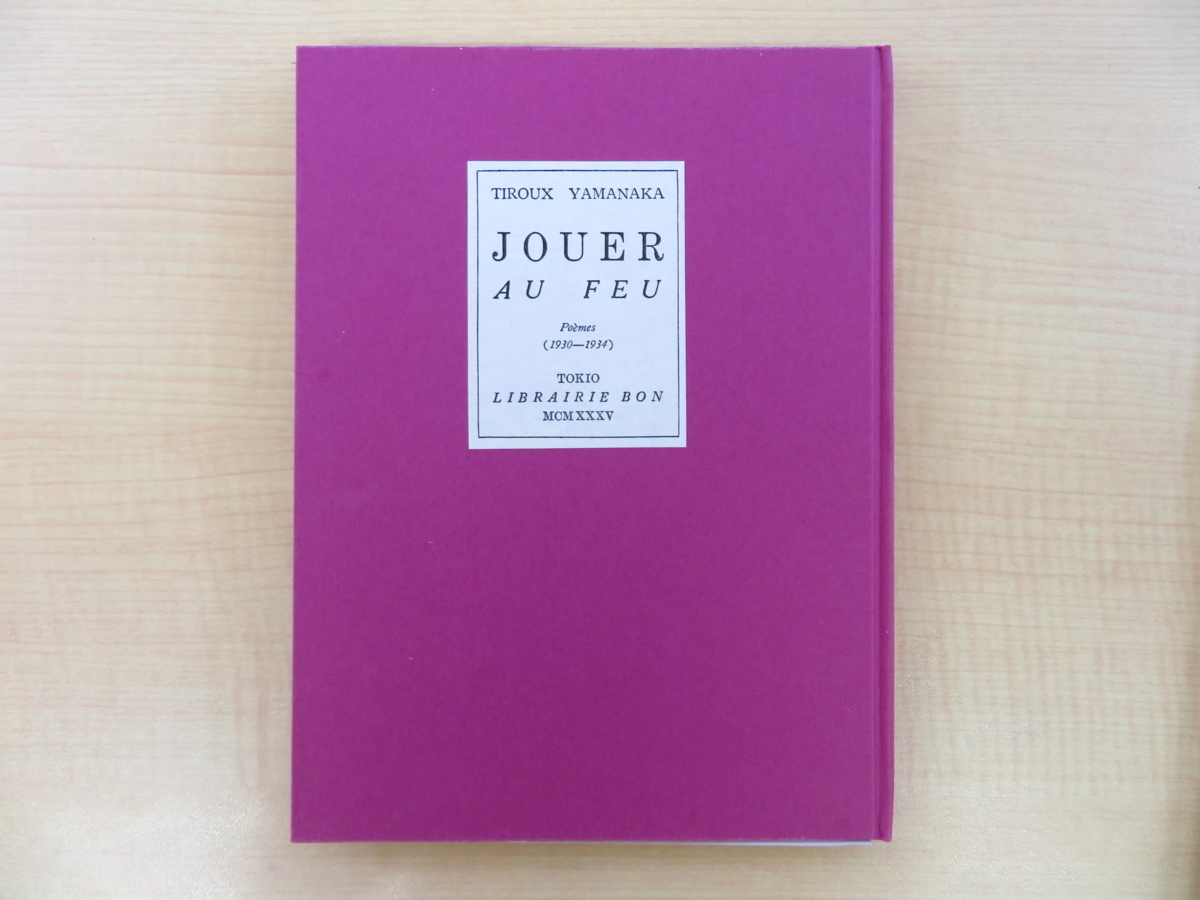 TIROUX YAMANAKA
JOUER
AU FEU
Poèmes
(1930—1934)
TOKIO
LIBRAIRIE BON
MCMXXXV